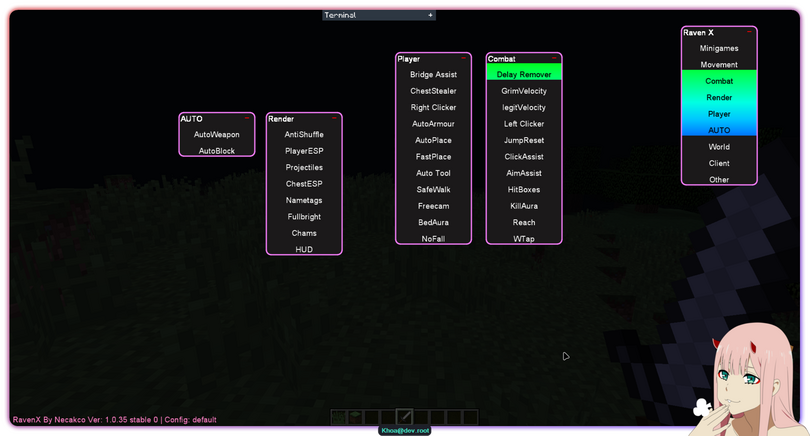 Terninal +
Raven X -
Minigames
Movement
Combat
Render
Player
AUTO
World
Client
Other
Player -
Bridge Assist
ChestStealer
Right Clicker
AutoArmour
AutoPlace
FastPlace
Auto Tool
SafeWalk
Freecam
BedAura
NoFall
Combat -
Delay Remover
GrimVelocity
legitVelocity
Left Clicker
JumpReset
ClickAssist
AimAssist
HitBoxes
KillAura
Reach
WTap
AUTO -
AutoWeapon
AutoBlock
Render -
AntiShuffle
PlayerESP
Projectiles
ChestESP
Nametags
Fullbright
Chams
HUD
RavenX By Necakco Ver: 1.0.35 stable 0 | Config: default
Khoa@dev.root